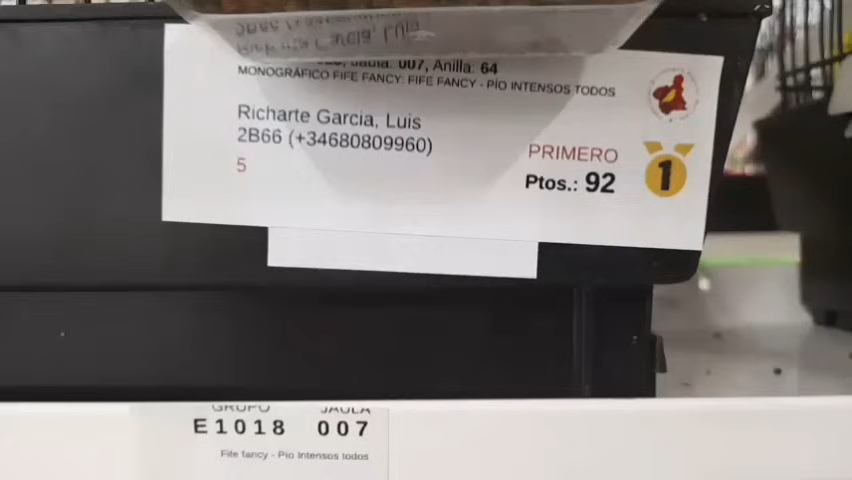 Jaula: 007, Anilla: 64
MONOGRÁFICO FIFE FANCY: FIFE FANCY - PÍO INTENSOS TODOS
Richarte Garcia, Luis
2B66 (+34680809960)
5
PRIMERO
Ptos.: 92
1
GRUPO JAULA
E1018 007
Fife fancy - Pío Intensos todos